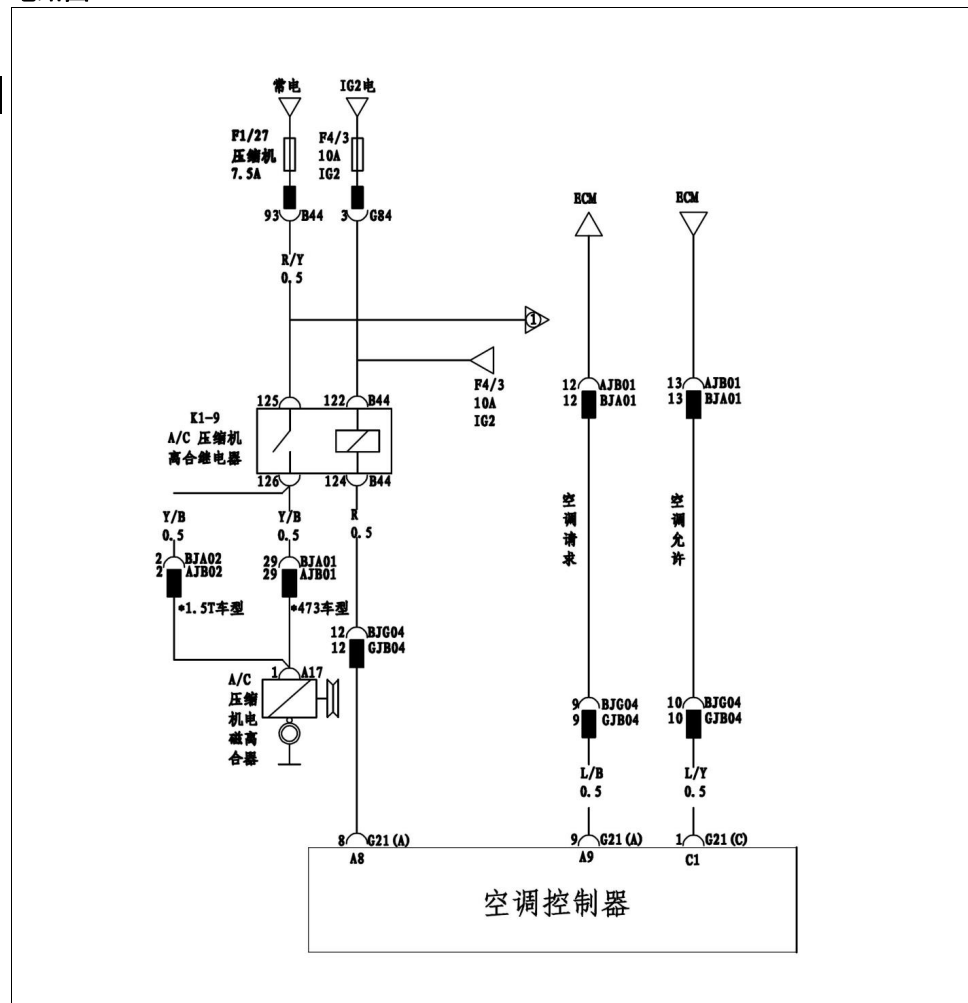 常电
IG2电
F1/27
压缩机
7.5A
F4/3
10A
IG2
93 B44
3 G84
R/Y
0.5
ECM
ECM
1
F4/3
10A
IG2
12 AJB01
12 BJA01
13 AJB01
13 BJA01
125
122 B44
K1-9
A/C 压缩机
离合继电器
126
124 B44
Y/B
0.5
Y/B
0.5
R
0.5
空调请求
空调允许
2 BJA02
2 AJB02
*1.5T车型
29 BJA01
29 AJB01
*473车型
12 BJG04
12 GJB04
1 A17
A/C
压缩
机电
磁离
合器
9 BJG04
9 GJB04
10 BJG04
10 GJB04
L/B
0.5
L/Y
0.5
8 G21(A)
A8
9 G21(A)
A9
1 G21(C)
C1
空调控制器